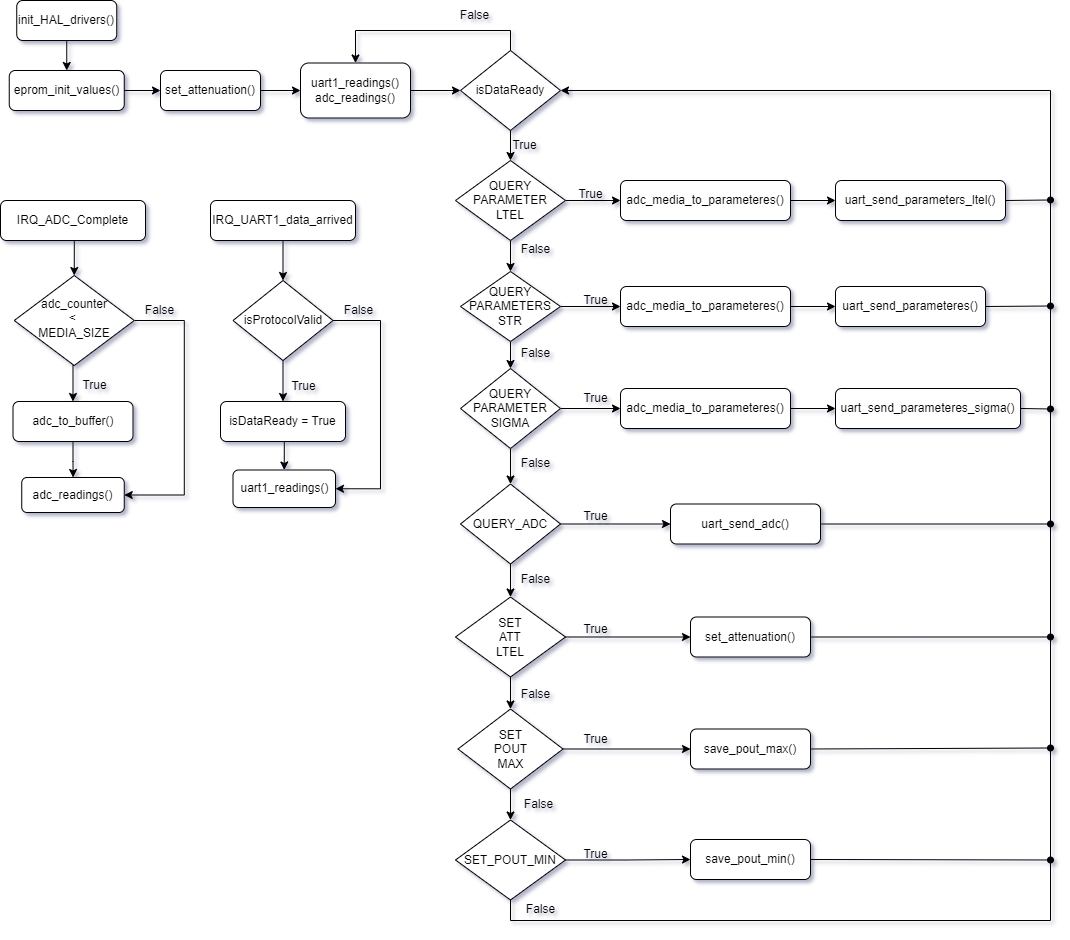 False
init_HAL_drivers()
eprom_init_values()
set_attenuation()
uart1_readings()
adc_readings()
isDataReady
True
QUERY
PARAMETER
LTEL
True
adc_media_to_parameters()
uart_send_parameters_ltel()
False
QUERY
PARAMETERS
STR
True
adc_media_to_parameteres()
uart_send_parameteres()
False
QUERY
PARAMETER
SIGMA
True
adc_media_to_parameteres()
uart_send_parameteres_sigma()
False
QUERY_ADC
True
uart_send_adc()
False
SET
ATT
LTEL
True
set_attenuation()
False
SET
POUT
MAX
True
save_pout_max()
False
SET_POUT_MIN
True
save_pout_min()
False
IRQ_ADC_Complete
adc_counter
<
MEDIA_SIZE
False
True
adc_to_buffer()
adc_readings()
IRQ_UART1_data_arrived
isProtocolValid
False
True
isDataReady = True
uart1_readings()